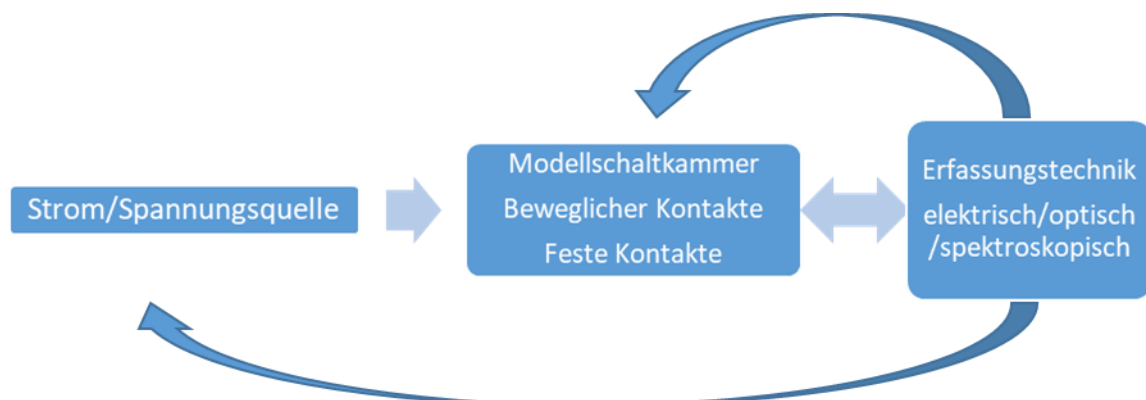 Strom/Spannungsquelle
Modellschaltkammer
Beweglicher Kontakte
Feste Kontakte
Erfassungstechnik
elektrisch/optisch
/spektroskopisch